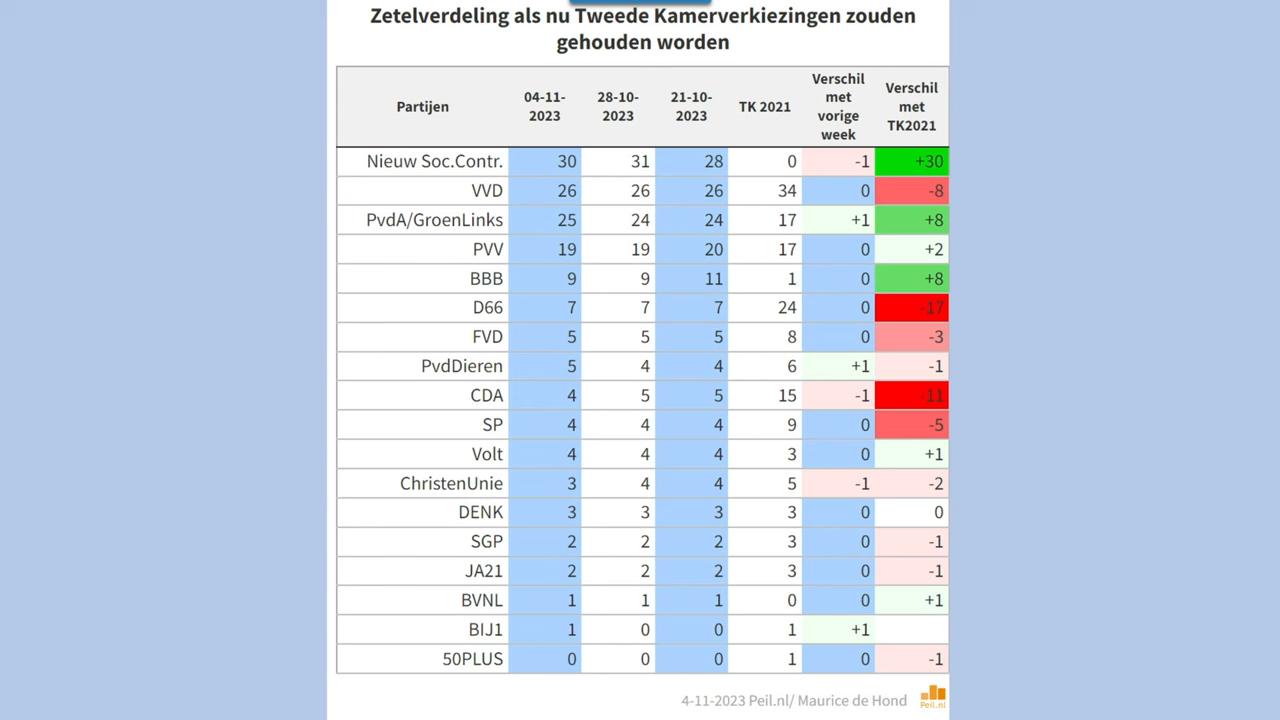 Zetelverdeling als nu Tweede Kamerverkiezingen zouden
gehouden worden
Partijen 04-11-2023 28-10-2023 21-10-2023 TK 2021 Verschil met vorige week Verschil met TK2021
Nieuw Soc.Contr. 30 31 28 0 -1 +30
VVD 26 26 26 34 0 -8
PvdA/GroenLinks 25 24 24 17 +1 +8
PVV 19 19 20 17 0 +2
BBB 9 9 11 1 0 +8
D66 7 7 7 24 0 -17
FVD 5 5 5 8 0 -3
PvdDieren 5 4 4 6 +1 -1
CDA 4 5 5 15 -1 -11
SP 4 4 4 9 0 -5
Volt 4 4 4 3 0 +1
ChristenUnie 3 4 4 5 -1 -2
DENK 3 3 3 3 0 0
SGP 2 2 2 3 0 -1
JA21 2 2 2 3 0 -1
BVNL 1 1 1 0 0 +1
BIJ1 1 0 0 1 +1
50PLUS 0 0 0 1 0 -1
4-11-2023 Peil.nl/ Maurice de Hond
Peil.nl